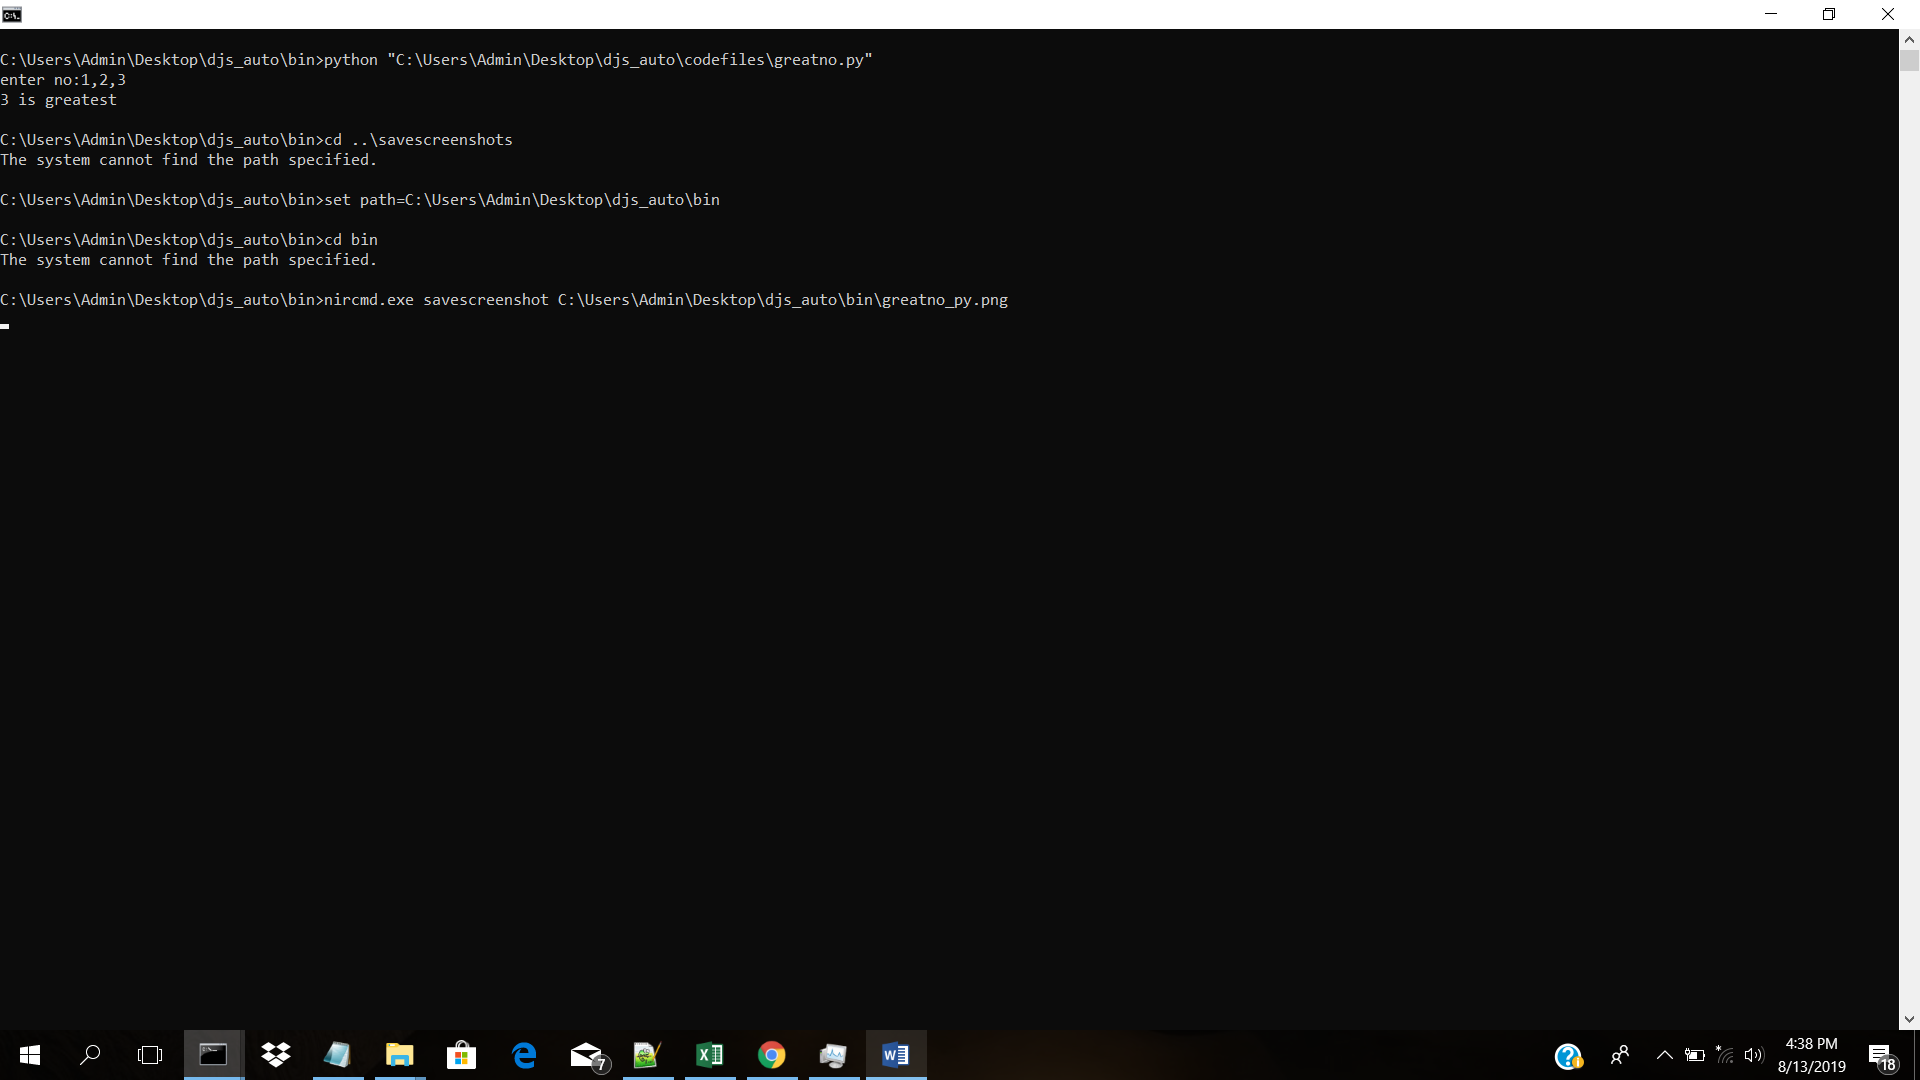 C:\Users\Admin\Desktop\djs_auto\bin>python "C:\Users\Admin\Desktop\djs_auto\codefiles\greatno.py"
enter no:1,2,3
3 is greatest
C:\Users\Admin\Desktop\djs_auto\bin>cd ..\savescreenshots
The system cannot find the path specified.
C:\Users\Admin\Desktop\djs_auto\bin>set path=C:\Users\Admin\Desktop\djs_auto\bin
C:\Users\Admin\Desktop\djs_auto\bin>cd bin
The system cannot find the path specified.
C:\Users\Admin\Desktop\djs_auto\bin>nircmd.exe savescreenshot C:\Users\Admin\Desktop\djs_auto\bin\greatno_py.png
7
4:38 PM
8/13/2019
18